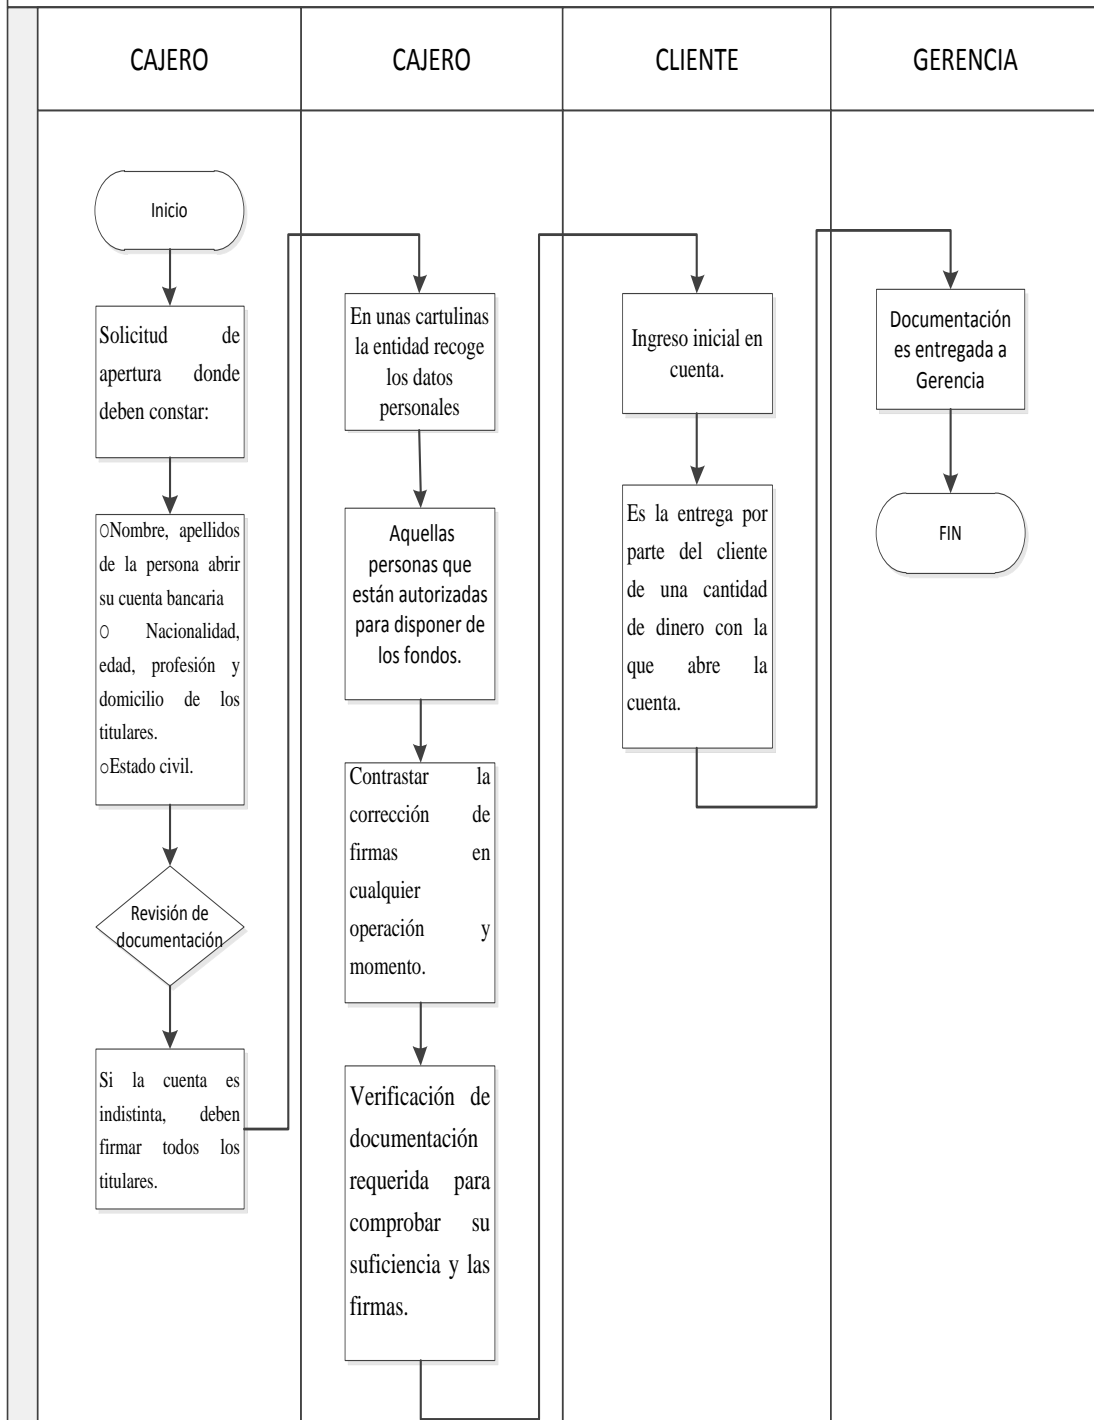 CAJERO
CAJERO
CLIENTE
GERENCIA
Inicio
Solicitud de
apertura donde
deben constar:
○Nombre, apellidos
de la persona abrir
su cuenta bancaria
○ Nacionalidad,
edad, profesión y
domicilio de los
titulares.
○Estado civil.
Revisión de
documentación
Si la cuenta es
indistinta, deben
firmar todos los
titulares.
En unas cartulinas
la entidad recoge
los datos
personales
Aquellas
personas que
están autorizadas
para disponer de
los fondos.
Contrastar la
corrección de
firmas en
cualquier
operación y
momento.
Verificación de
documentación
requerida para
comprobar su
suficiencia y las
firmas.
Ingreso inicial en
cuenta.
Es la entrega por
parte del cliente
de una cantidad
de dinero con la
que abre la
cuenta.
Documentación
es entregada a
Gerencia
FIN